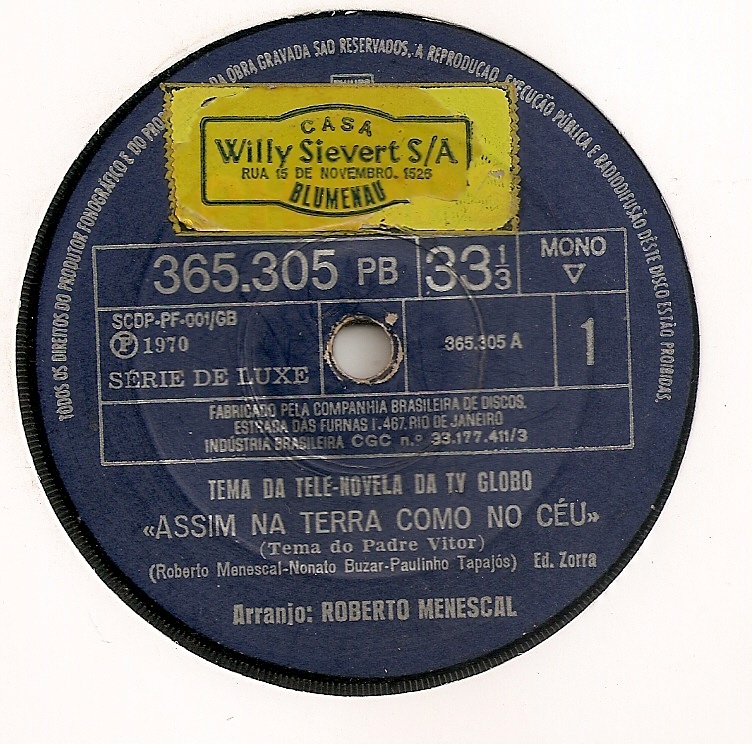 TODOS OS DIREITOS DO PRODUTOR FONOGRÁFICO E DO
DA OBRA GRAVADA SAO RESERVADOS. A REPRODUÇÃO, EXECUÇÃO PÚBLICA E RADIODIFUSÃO DÊSTE DISCO ESTÃO PROIBIDAS.
CASA
Willy Sievert S/A
RUA 15 DE NOVEMBRO. 1526
BLUMENAU
365.305 PB
33 1/3
MONO
SCDP-PF-001/GB
Ⓟ 1970
SÉRIE DE LUXE
365.305 A
1
FABRICADO PELA COMPANHIA BRASILEIRA DE DISCOS.
ESTRADA DAS FURNAS 1.467. RIO DE JANEIRO
INDÚSTRIA BRASILEIRA CGC n.º 33.177.411/3
TEMA DA TELE-NOVELA DA TV GLOBO
«ASSIM NA TERRA COMO NO CÉU»
(Tema do Padre Vitor)
(Roberto Menescal-Nonato Buzar-Paulinho Tapajós) Ed. Zorra
Arranjo: ROBERTO MENESCAL